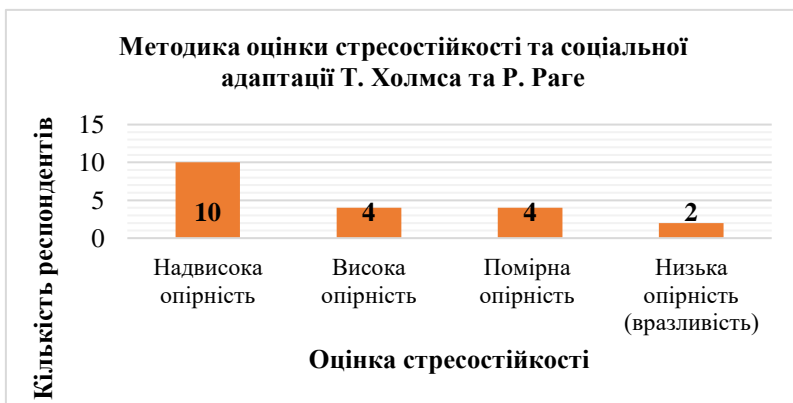 Методика оцінки стресостійкості та соціальної
адаптації Т. Холмса та Р. Раге
Кількість респондентів
15
10
5
0
10
4
4
2
Надвисока
опірність
Висока
опірність
Помірна
опірність
Низька
опірність
(вразливість)
Оцінка стресостійкості